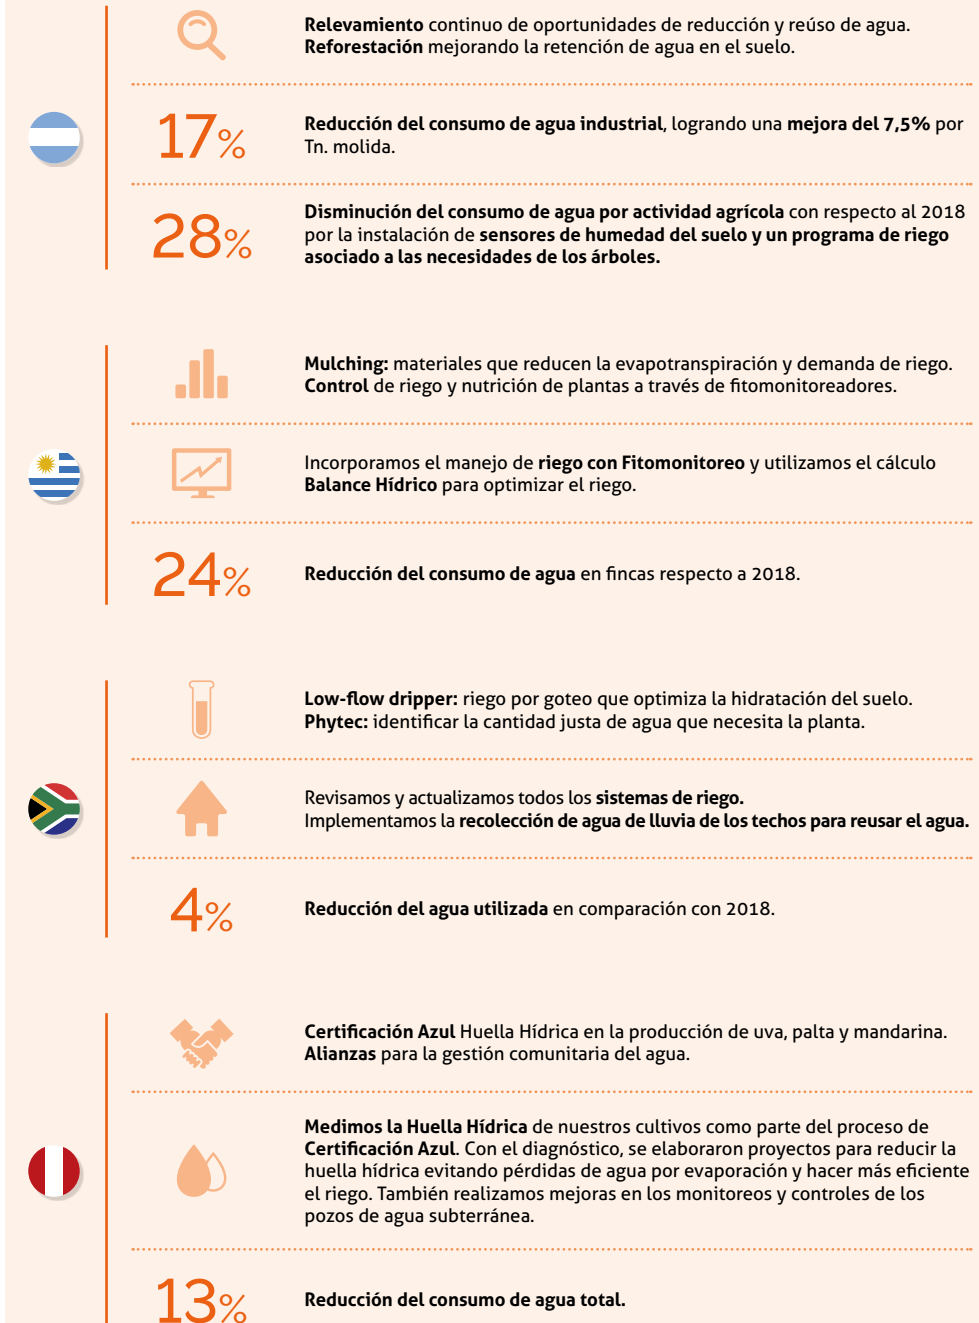 Relevamiento continuo de oportunidades de reducción y reúso de agua.
Reforestación mejorando la retención de agua en el suelo.
17%
Reducción del consumo de agua industrial, logrando una mejora del 7,5% por
Tn. molida.
28%
Disminución del consumo de agua por actividad agrícola con respecto al 2018
por la instalación de sensores de humedad del suelo y un programa de riego
asociado a las necesidades de los árboles.
Mulching: materiales que reducen la evapotranspiración y demanda de riego.
Control de riego y nutrición de plantas a través de fitomonitoreadores.
Incorporamos el manejo de riego con Fitomonitoreo y utilizamos el cálculo
Balance Hídrico para optimizar el riego.
24%
Reducción del consumo de agua en fincas respecto a 2018.
Low-flow dripper: riego por goteo que optimiza la hidratación del suelo.
Phytec: identificar la cantidad justa de agua que necesita la planta.
Revisamos y actualizamos todos los sistemas de riego.
Implementamos la recolección de agua de lluvia de los techos para reusar el agua.
4%
Reducción del agua utilizada en comparación con 2018.
Certificación Azul Huella Hídrica en la producción de uva, palta y mandarina.
Alianzas para la gestión comunitaria del agua.
Medimos la Huella Hídrica de nuestros cultivos como parte del proceso de
Certificación Azul. Con el diagnóstico, se elaboraron proyectos para reducir la
huella hídrica evitando pérdidas de agua por evaporación y hacer más eficiente
el riego. También realizamos mejoras en los monitoreos y controles de los
pozos de agua subterránea.
13%
Reducción del consumo de agua total.